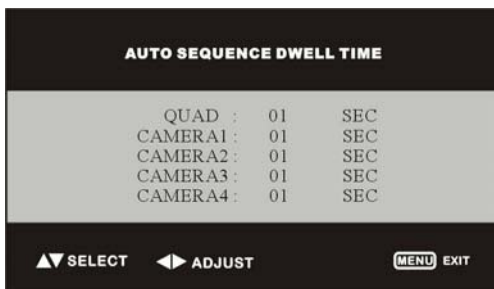 AUTO SEQUENCE DWELL TIME
QUAD : 01 SEC
CAMERA1 : 01 SEC
CAMERA2 : 01 SEC
CAMERA3 : 01 SEC
CAMERA4 : 01 SEC
▲▼ SELECT ◀▶ ADJUST MENU EXIT